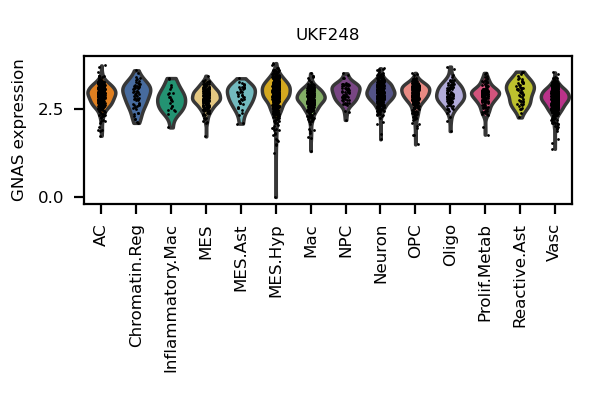 UKF248
GNAS expression
2.5
0.0
AC
Chromatin.Reg
Inflammatory.Mac
MES
MES.Ast
MES.Hyp
Mac
NPC
Neuron
OPC
Oligo
Prolif.Metab
Reactive.Ast
Vasc